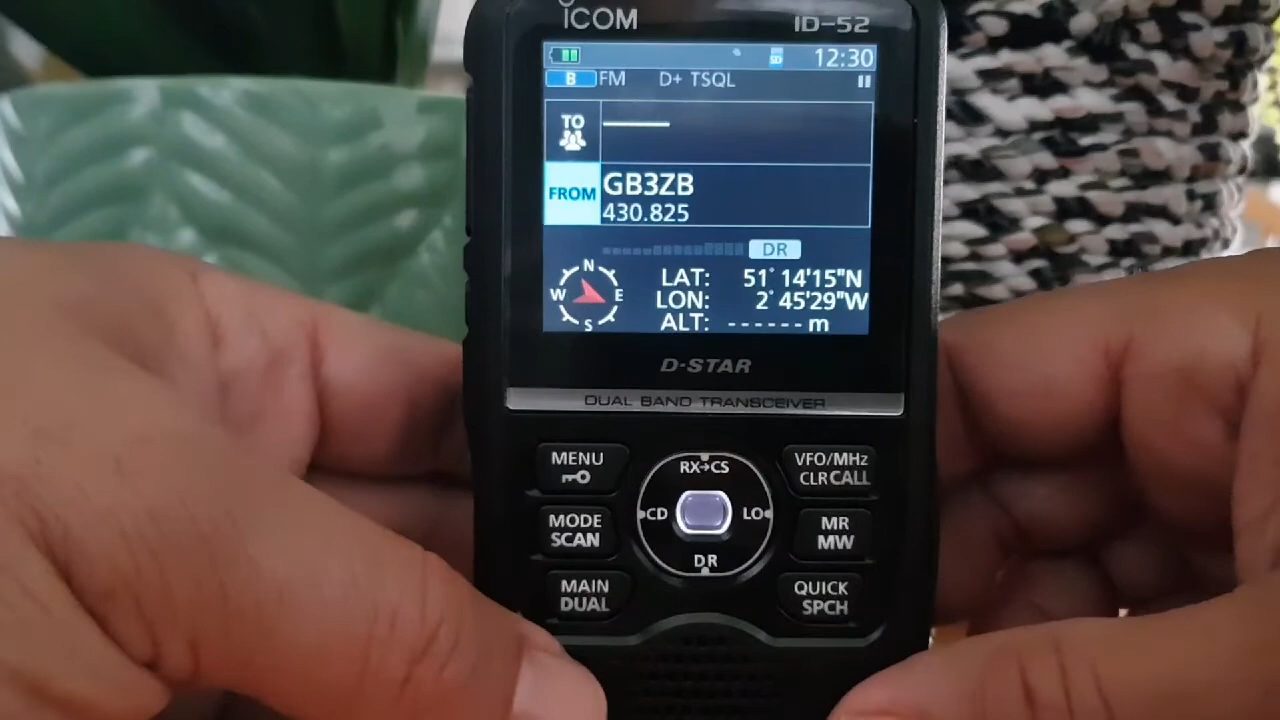 ICOM ID-52
SD 12:30
B FM D+ TSQL
TO
FROM GB3ZB
430.825
DR
N
W E
S
LAT: 51°14'15"N
LON: 2°45'29"W
ALT: ------ m
D-STAR
DUAL BAND TRANSCEIVER
MENU RX→CS VFO/MHz
CLR CALL
CD LO
MODE MR
SCAN MW
DR
MAIN QUICK
DUAL SPCH